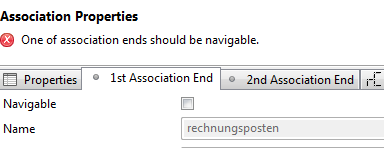 Association Properties
One of association ends should be navigable.
Properties 1st Association End 2nd Association End
Navigable
Name rechnungsposten